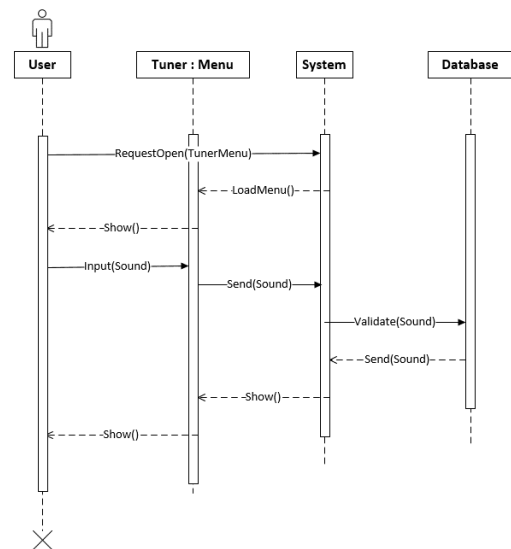 User
Tuner : Menu
System
Database
RequestOpen(TunerMenu)
LoadMenu()
Show()
Input(Sound)
Send(Sound)
Validate(Sound)
Send(Sound)
Show()
Show()